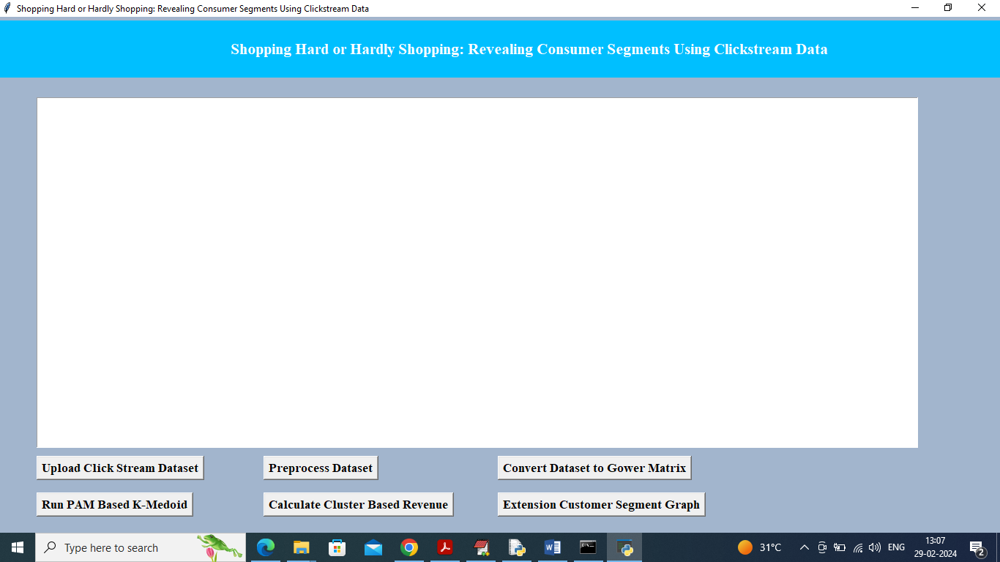 Shopping Hard or Hardly Shopping: Revealing Consumer Segments Using Clickstream Data
Shopping Hard or Hardly Shopping: Revealing Consumer Segments Using Clickstream Data
Upload Click Stream Dataset
Preprocess Dataset
Convert Dataset to Gower Matrix
Run PAM Based K-Medoid
Calculate Cluster Based Revenue
Extension Customer Segment Graph
Type here to search
31°C
ENG
13:07
29-02-2024
2